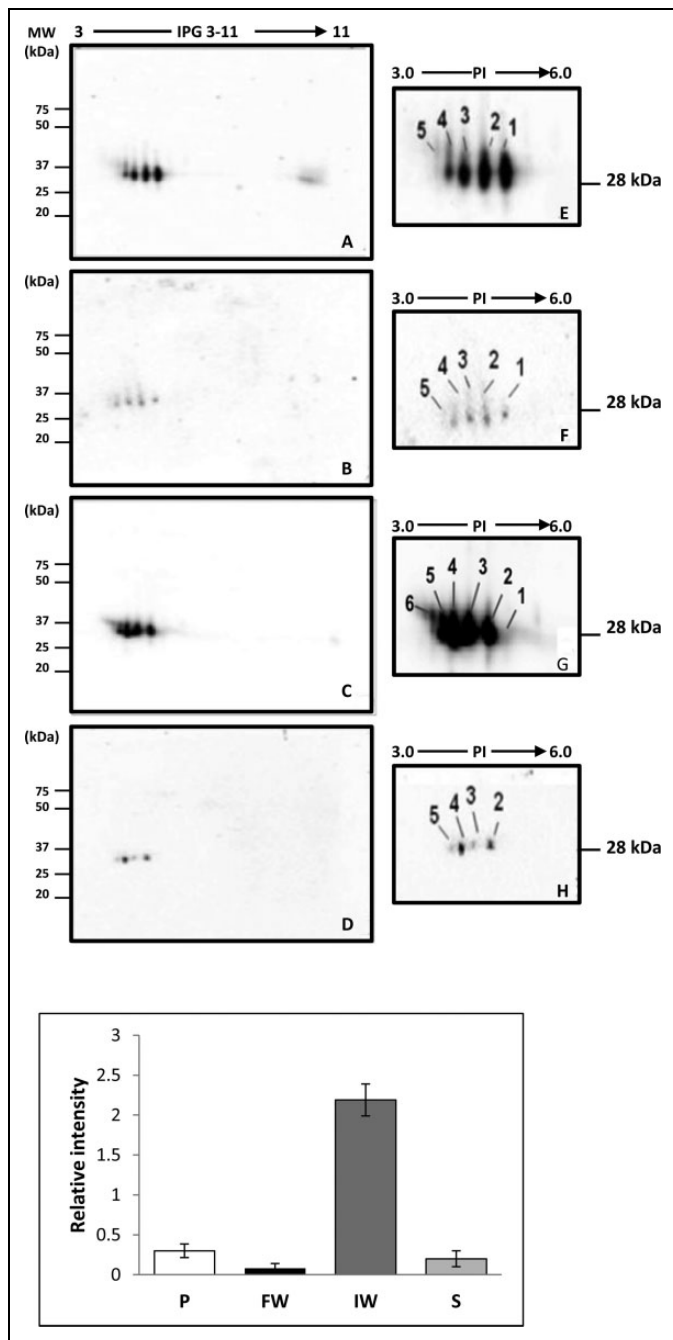 MW
(kDa)
3 IPG 3-11 11
75
50
37
25
20
A
3.0 PI 6.0
5 4 3 2 1
28 kDa
E
(kDa)
75
50
37
25
20
B
3.0 PI 6.0
5 4 3 2 1
28 kDa
F
(kDa)
75
50
37
25
20
C
3.0 PI 6.0
6 5 4 3 2 1
28 kDa
G
(kDa)
75
50
37
25
20
D
3.0 PI 6.0
5 4 3 2
28 kDa
H
Relative intensity
3
2.5
2
1.5
1
0.5
0
P FW IW S